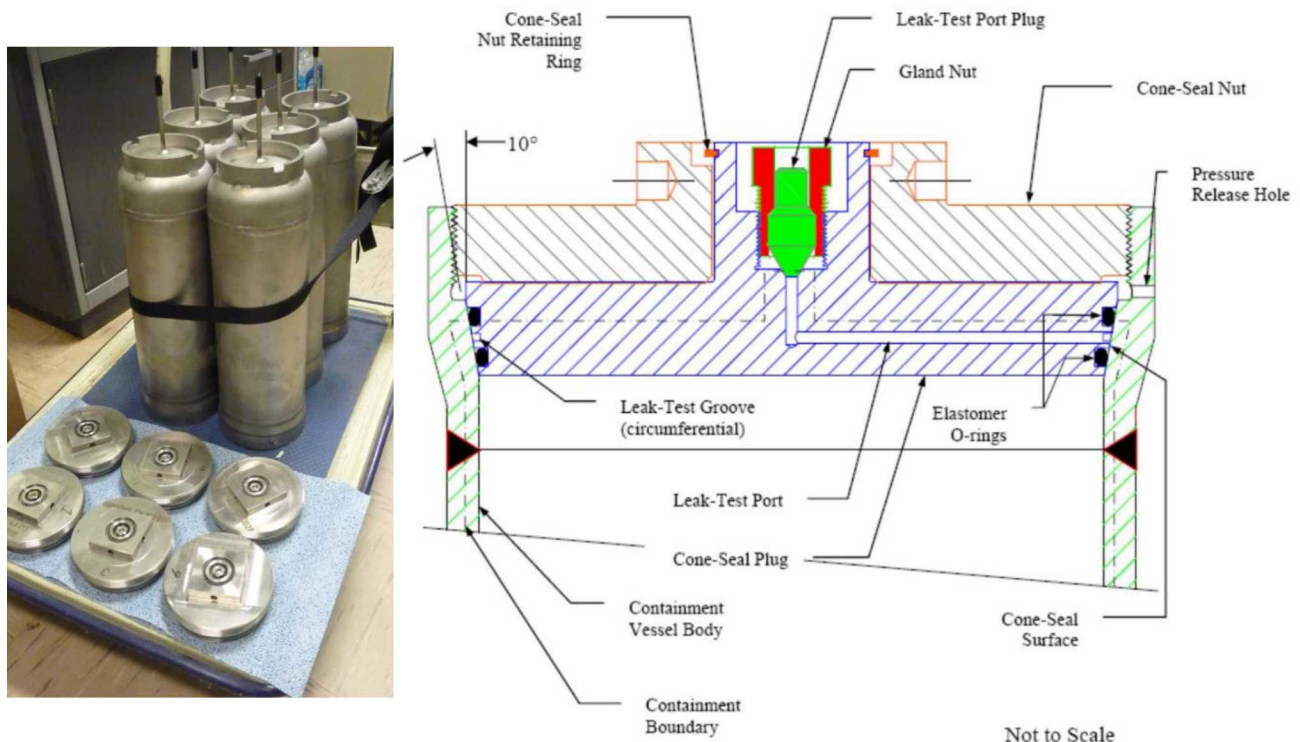 Cone-Seal
Nut Retaining
Ring
Leak-Test Port Plug
Gland Nut
Cone-Seal Nut
10°
Pressure
Release Hole
Leak-Test Groove
(circumferential)
Elastomer
O-rings
Leak-Test Port
Cone-Seal Plug
Containment
Vessel Body
Cone-Seal
Surface
Containment
Boundary
Not to Scale